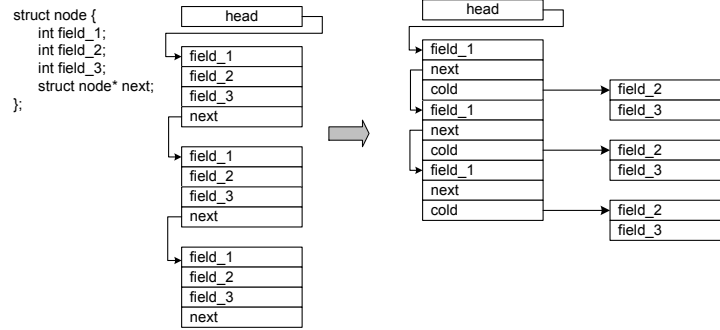 struct node {
int field_1;
int field_2;
int field_3;
struct node* next;
};
head
field_1
field_2
field_3
next
field_1
field_2
field_3
next
field_1
field_2
field_3
next
head
field_1
next
cold
field_1
next
cold
field_1
next
cold
field_2
field_3
field_2
field_3
field_2
field_3